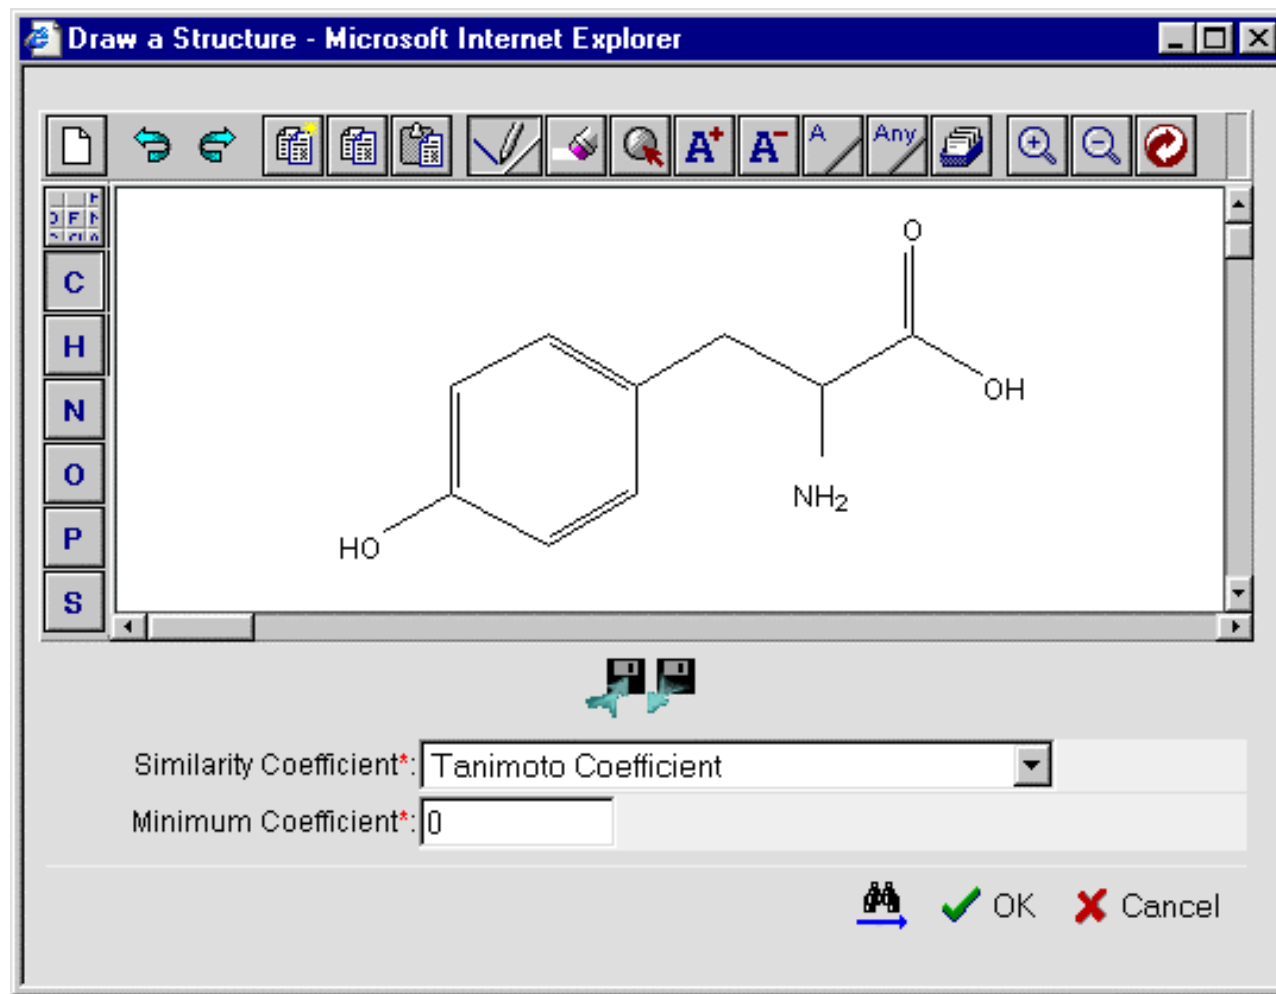 Draw a Structure - Microsoft Internet Explorer
A+ A- A Any
F
C
H
N
O
P
S
O
OH
NH2
HO
Similarity Coefficient*: Tanimoto Coefficient
Minimum Coefficient*: 0
OK Cancel